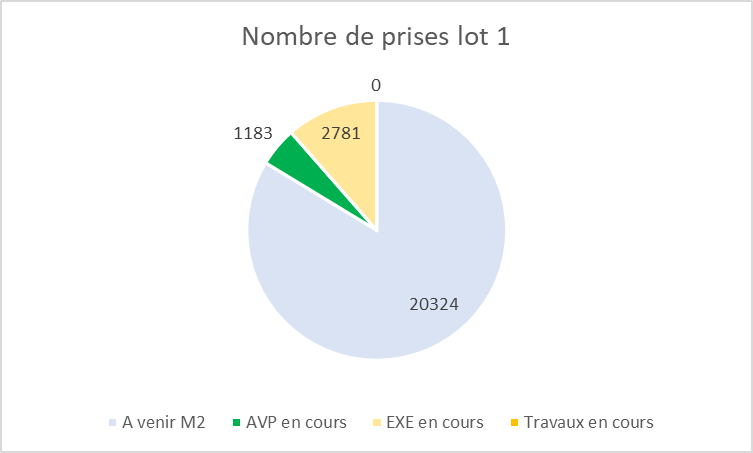 Nombre de prises lot 1
0
1183
2781
20324
A venir M2 AVP en cours EXE en cours Travaux en cours